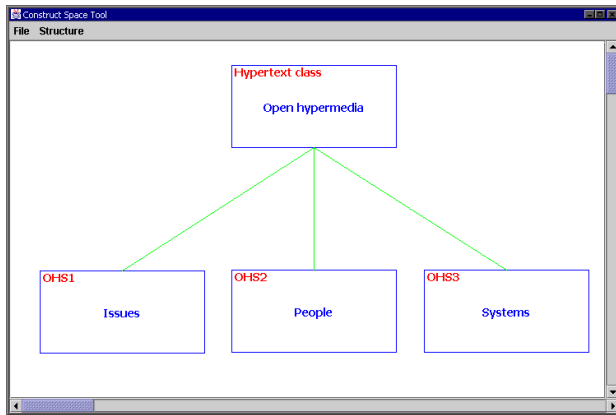 Construct Space Tool
File Structure
Hypertext class
Open hypermedia
OHS1
Issues
OHS2
People
OHS3
Systems